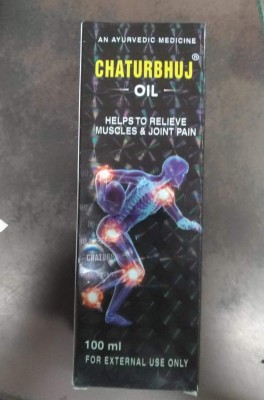 AN AYURVEDIC MEDICINE
CHATURBHUJ®
OIL
HELPS TO RELIEVE
MUSCLES & JOINT PAIN
100 ml
FOR EXTERNAL USE ONLY